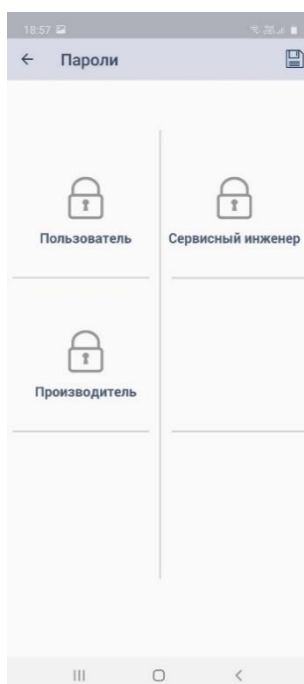 18:57
Пароли
Пользователь
Сервисный инженер
Производитель